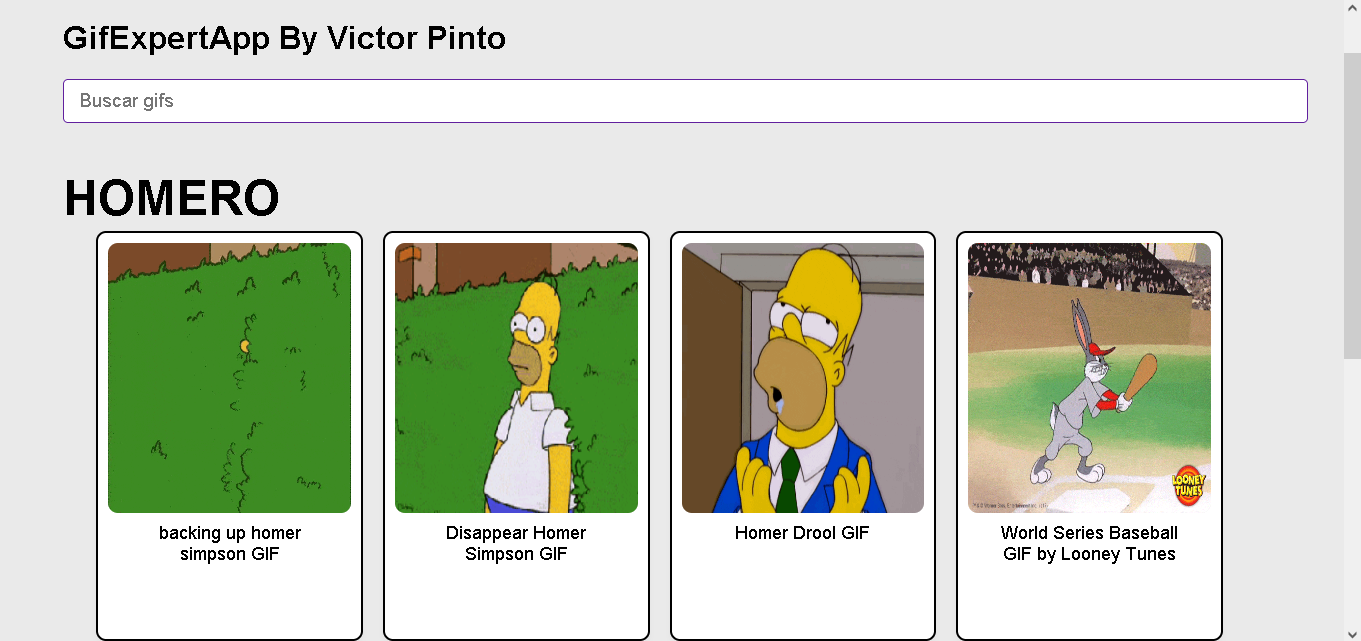 GifExpertApp By Victor Pinto
Buscar gifs
HOMERO
backing up homer
simpson GIF
Disappear Homer
Simpson GIF
Homer Drool GIF
LOONEY
TUNES
World Series Baseball
GIF by Looney Tunes